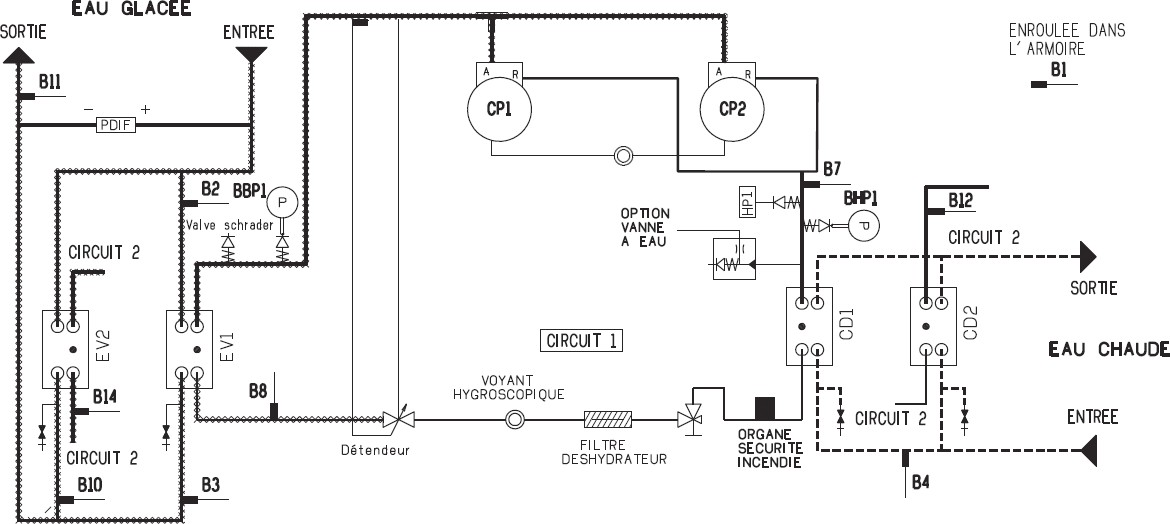 EAU GLACEE
SORTIE
ENTREE
B11
PDIF
- +
B2
BBP1
P
Valve schrader
CIRCUIT 2
EV2
EV1
B14
CIRCUIT 2
B10
B3
B8
A R
CP1
A R
CP2
ENROULEE DANS
L'ARMOIRE
B1
B7
HP1
BHP1
P
OPTION
VANNE
A EAU
B12
CIRCUIT 2
SORTIE
CD1
CD2
EAU CHAUDE
CIRCUIT 1
VOYANT
HYGROSCOPIQUE
Détendeur
FILTRE
DESHYDRATEUR
ORGANE
SECURITE
INCENDIE
CIRCUIT 2
ENTREE
B4